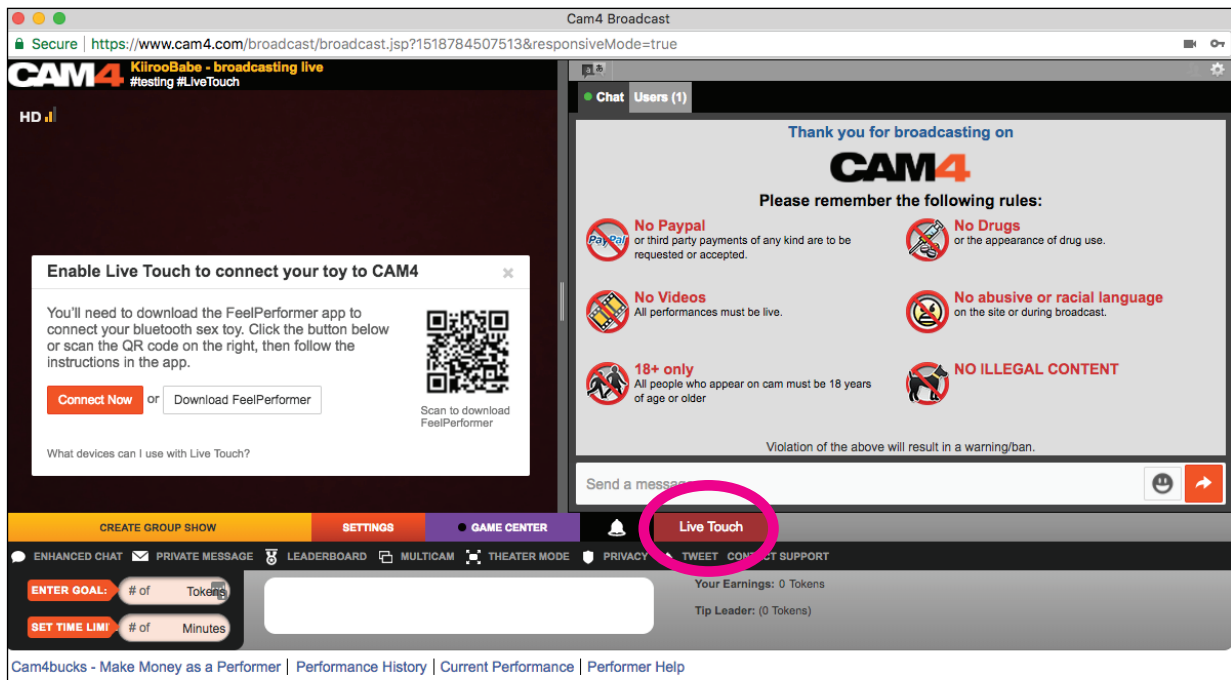 Cam4 Broadcast
Secure | https://www.cam4.com/broadcast/broadcast.jsp?1518784507513&responsiveMode=true
CAM4
KiirooBabe - broadcasting live
#testing #LiveTouch
HD
Chat Users (1)
Thank you for broadcasting on
CAM4
Please remember the following rules:
No Paypal
or third party payments of any kind are to be
requested or accepted.
PayPal
No Drugs
or the appearance of drug use.
No Videos
All performances must be live.
No abusive or racial language
on the site or during broadcast.
18+ only
All people who appear on cam must be 18 years
of age or older
NO ILLEGAL CONTENT
Violation of the above will result in a warning/ban.
Enable Live Touch to connect your toy to CAM4
You'll need to download the FeelPerformer app to
connect your bluetooth sex toy. Click the button below
or scan the QR code on the right, then follow the
instructions in the app.
Connect Now or Download FeelPerformer
Scan to download
FeelPerformer
What devices can I use with Live Touch?
Send a
CREATE GROUP SHOW SETTINGS GAME CENTER Live Touch
ENHANCED CHAT PRIVATE MESSAGE LEADERBOARD MULTICAM THEATER MODE PRIVACY TWEET SUPPORT
ENTER GOAL: # of Tokens
SET TIME LIMI # of Minutes
Your Earnings: 0 Tokens
Tip Leader: (0 Tokens)
Cam4bucks - Make Money as a Performer | Performance History | Current Performance | Performer Help